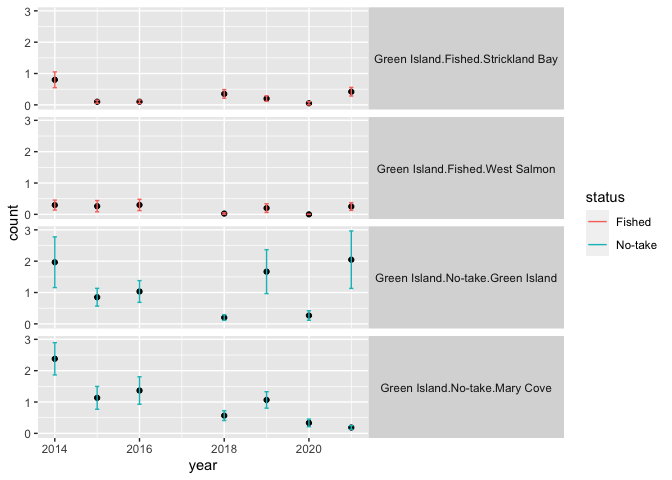 3
2
1
0
Green Island.Fished.Strickland Bay
3
2
1
0
Green Island.Fished.West Salmon
3
2
1
0
Green Island.No-take.Green Island
3
2
1
0
Green Island.No-take.Mary Cove
2014 2016 2018 2020
year
count
status
Fished
No-take